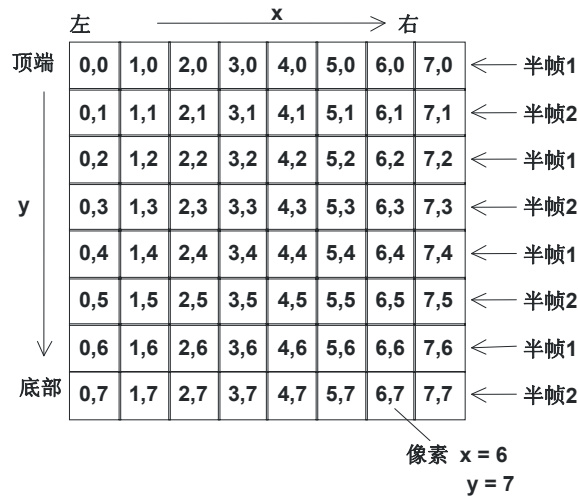 x
左 右
顶端 0,0 1,0 2,0 3,0 4,0 5,0 6,0 7,0 半帧1
0,1 1,1 2,1 3,1 4,1 5,1 6,1 7,1 半帧2
0,2 1,2 2,2 3,2 4,2 5,2 6,2 7,2 半帧1
y 0,3 1,3 2,3 3,3 4,3 5,3 6,3 7,3 半帧2
0,4 1,4 2,4 3,4 4,4 5,4 6,4 7,4 半帧1
0,5 1,5 2,5 3,5 4,5 5,5 6,5 7,5 半帧2
0,6 1,6 2,6 3,6 4,6 5,6 6,6 7,6 半帧1
底部 0,7 1,7 2,7 3,7 4,7 5,7 6,7 7,7 半帧2
像素 x = 6
y = 7